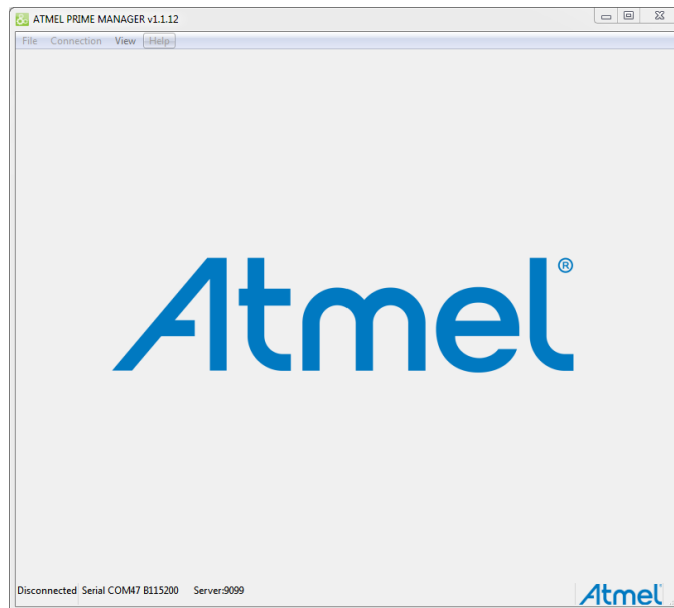 ATMEL PRIME MANAGER v1.1.12
File Connection View Help
Atmel®
Disconnected Serial COM47 B115200 Server:9099
Atmel